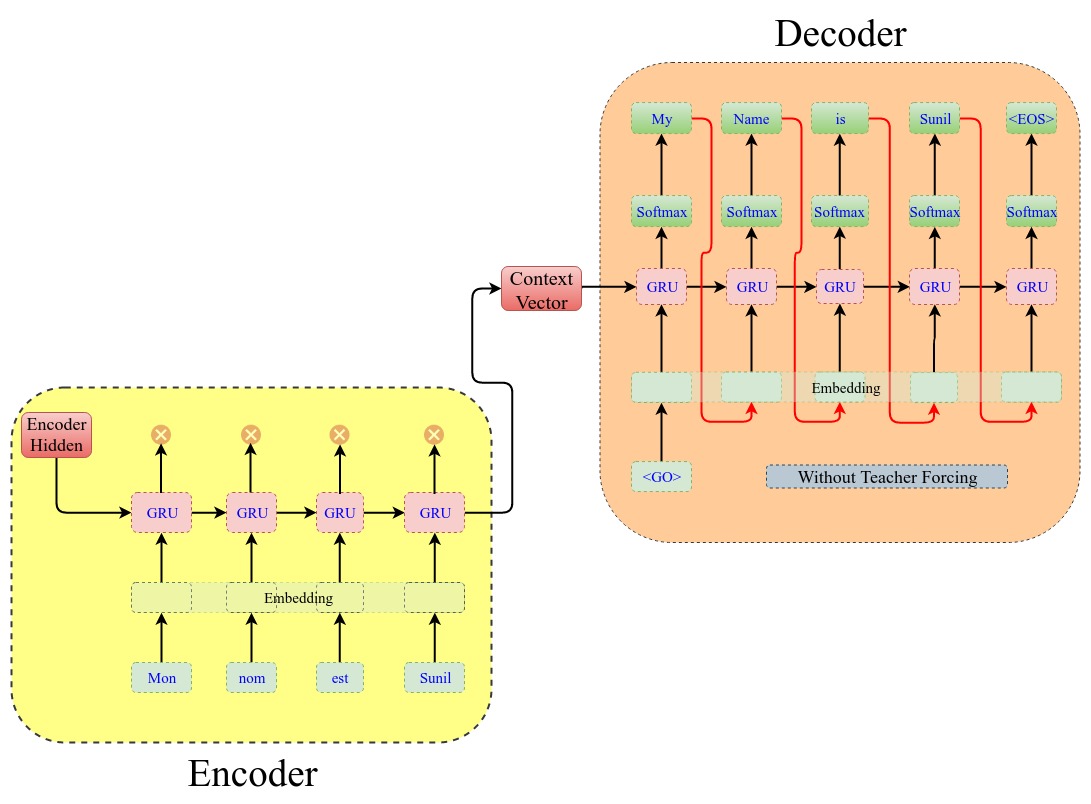 Decoder
My Name is Sunil <EOS>
Softmax Softmax Softmax Softmax Softmax
Context
Vector
GRU GRU GRU GRU GRU
Embedding
<GO>
Without Teacher Forcing
Encoder
Hidden
GRU GRU GRU GRU
Embedding
Mon nom est Sunil
Encoder